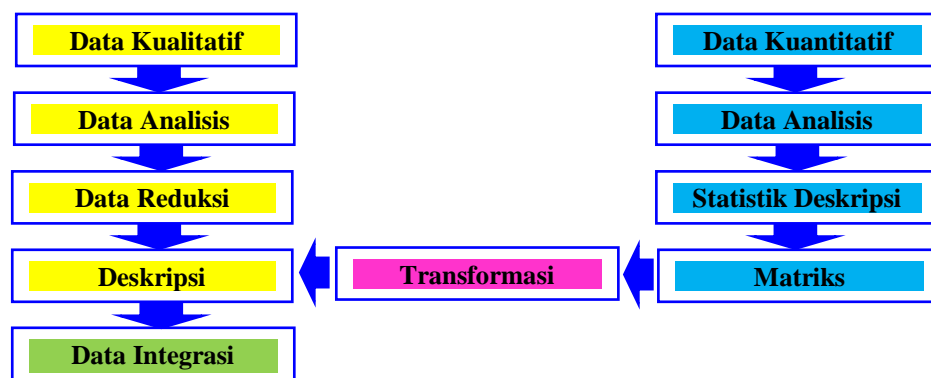 Data Kualitatif
Data Kuantitatif
Data Analisis
Data Analisis
Data Reduksi
Statistik Deskripsi
Deskripsi
Transformasi
Matriks
Data Integrasi